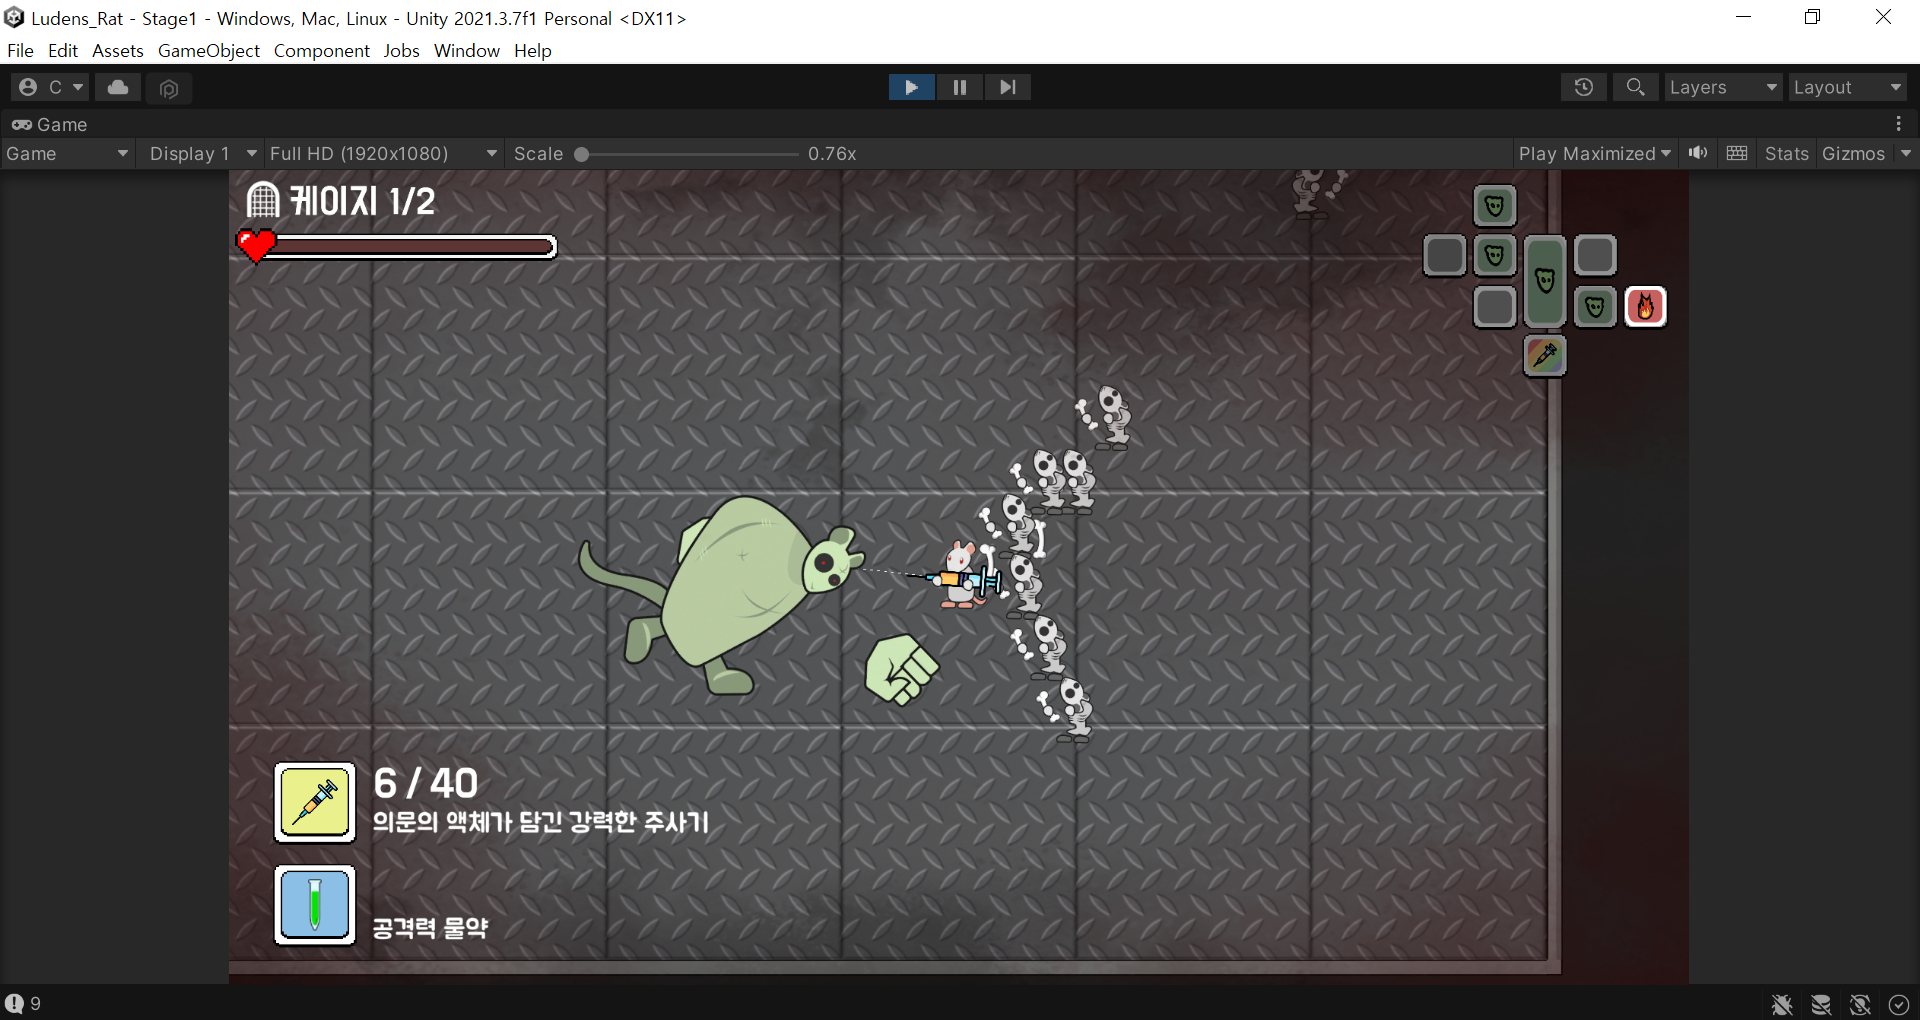 Ludens_Rat - Stage1 - Windows, Mac, Linux - Unity 2021.3.7f1 Personal <DX11>
File Edit Assets GameObject Component Jobs Window Help
C Layers Layout
Game
Game Display 1 Full HD (1920x1080) Scale 0.76x Play Maximized Stats Gizmos
케이지 1/2
6 / 40
의문의 액체가 담긴 강력한 주사기
공격력 물약
9